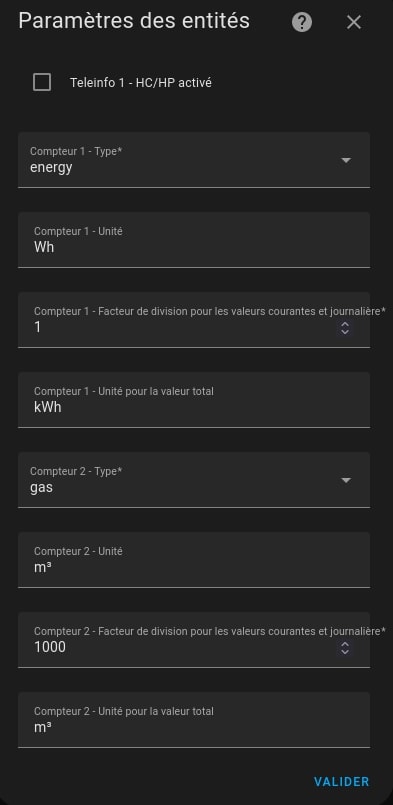 Paramètres des entités
Teleinfo 1 - HC/HP activé
Compteur 1 - Type*
energy
Compteur 1 - Unité
Wh
Compteur 1 - Facteur de division pour les valeurs courantes et journalière*
1
Compteur 1 - Unité pour la valeur total
kWh
Compteur 2 - Type*
gas
Compteur 2 - Unité
m³
Compteur 2 - Facteur de division pour les valeurs courantes et journalière*
1000
Compteur 2 - Unité pour la valeur total
m³
VALIDER